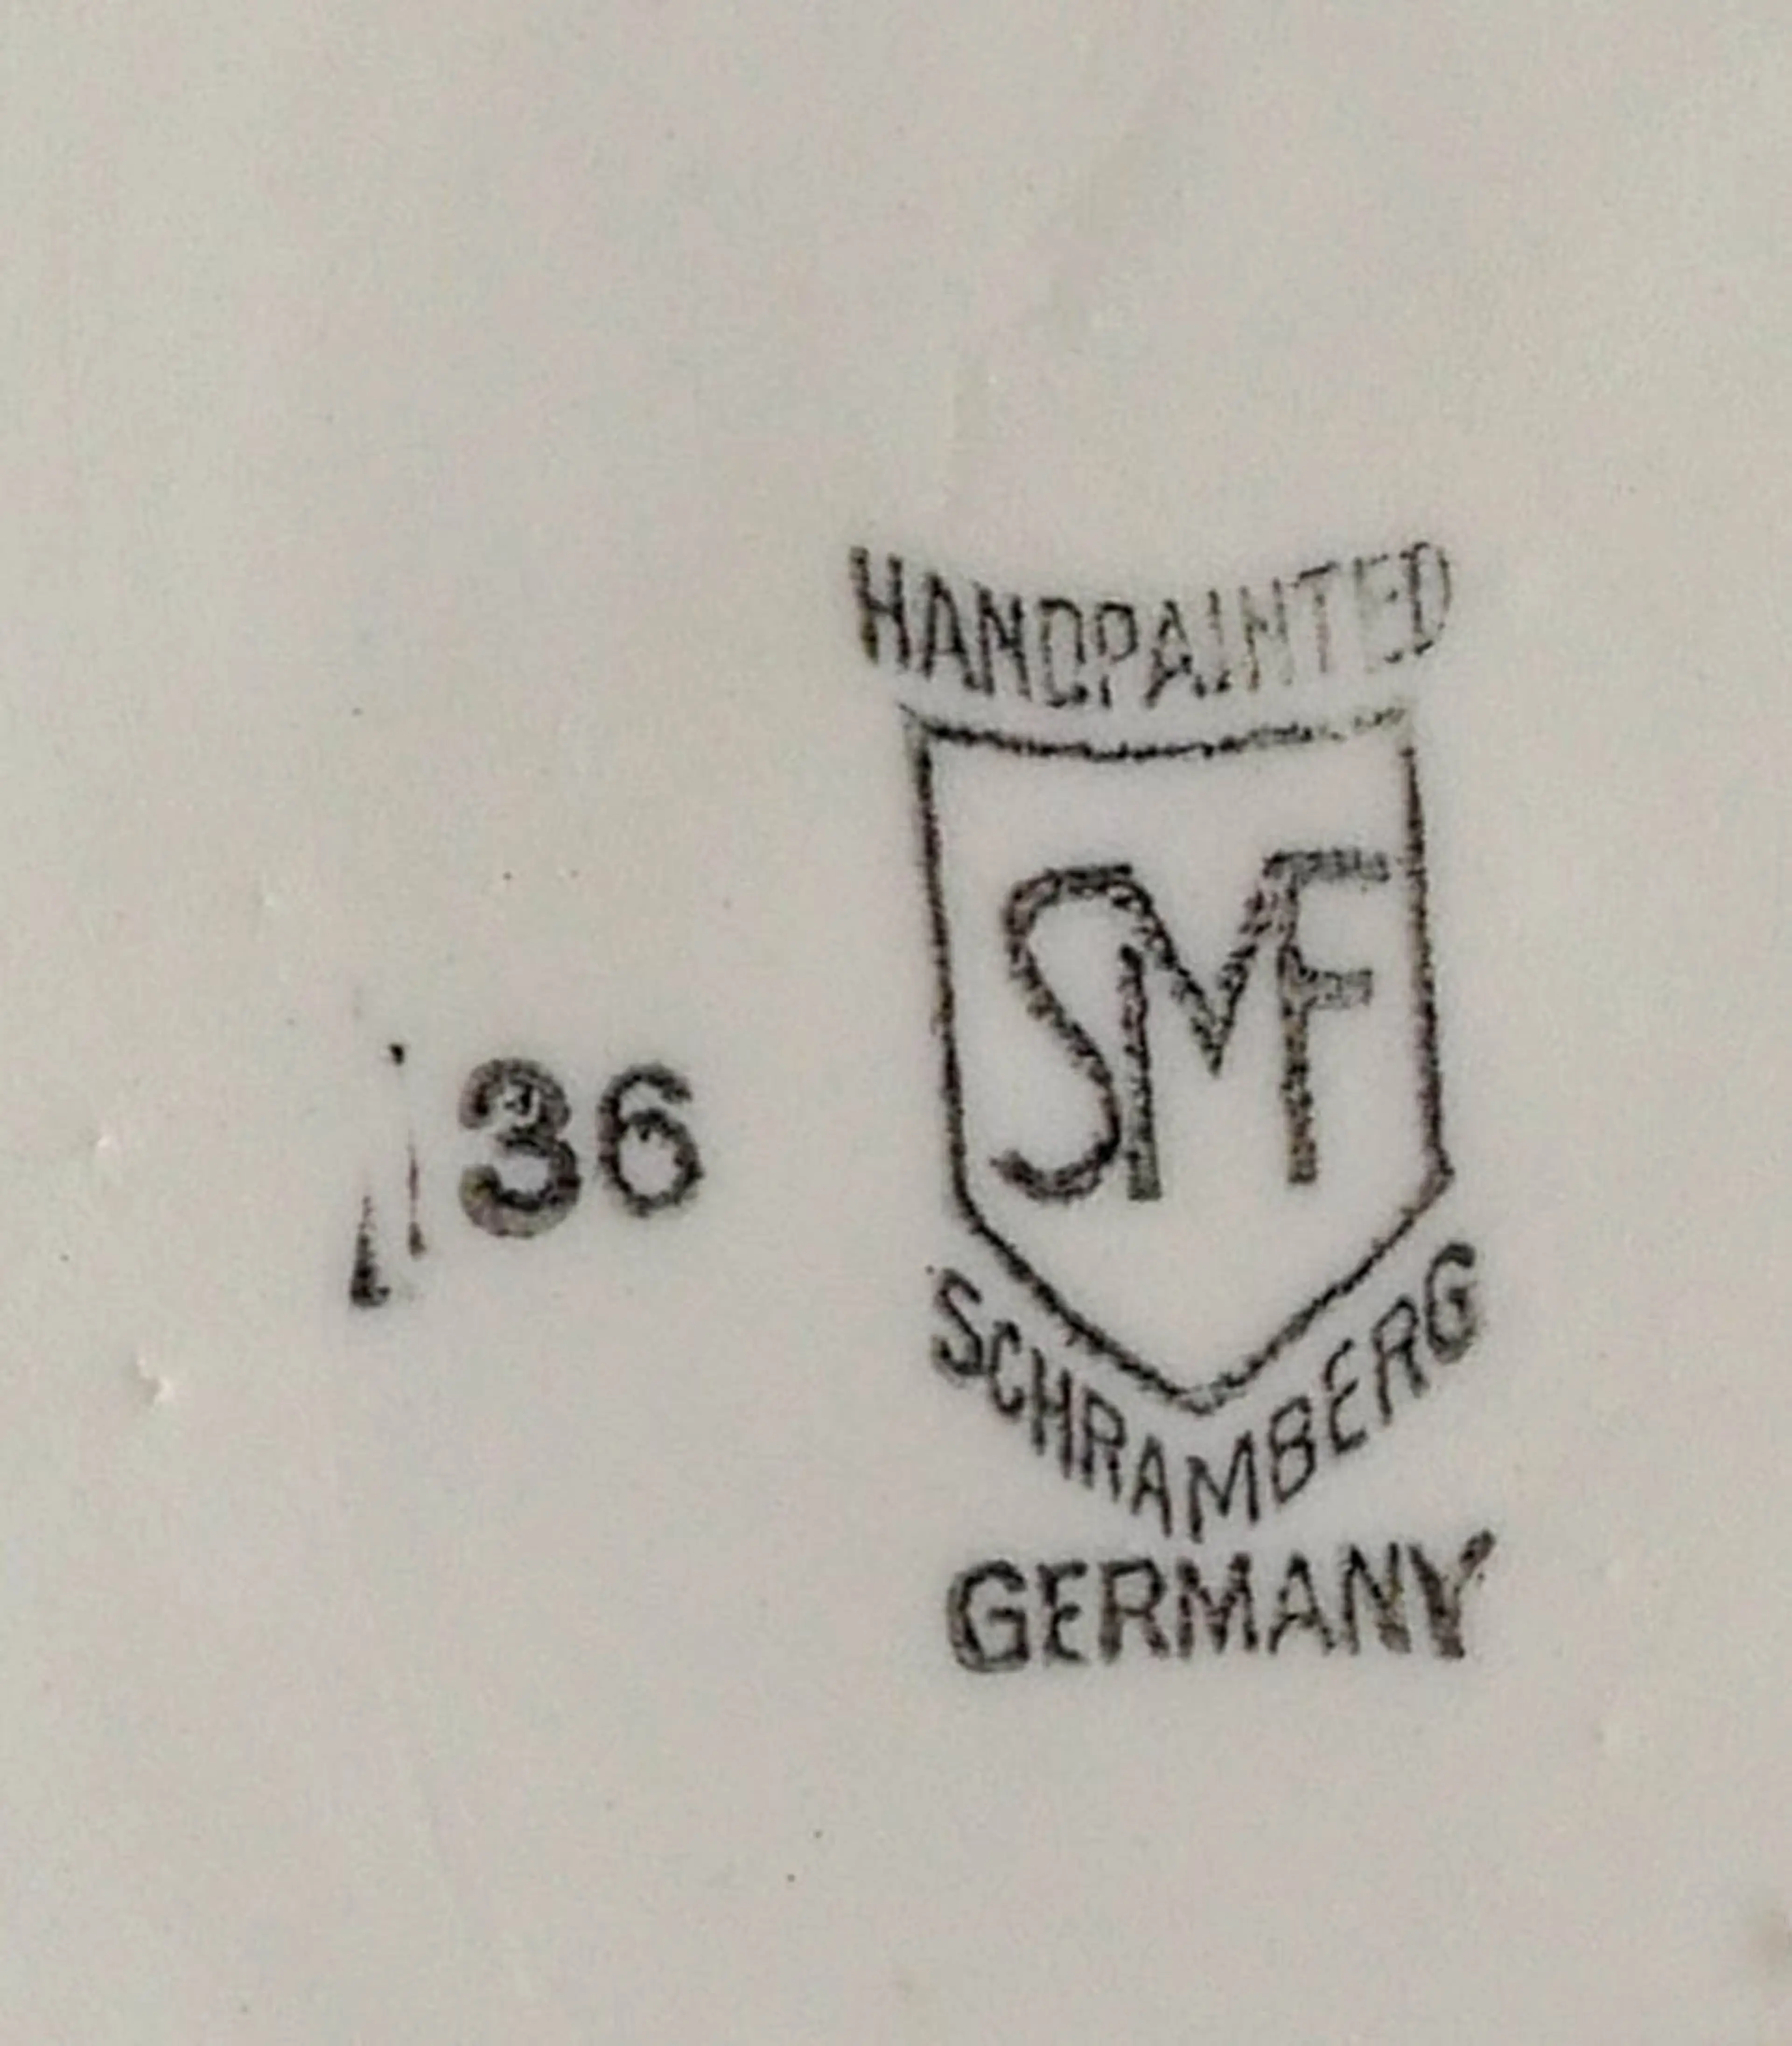 HANDPAINTED
SMF
36
SCHRAMBERG
GERMANY